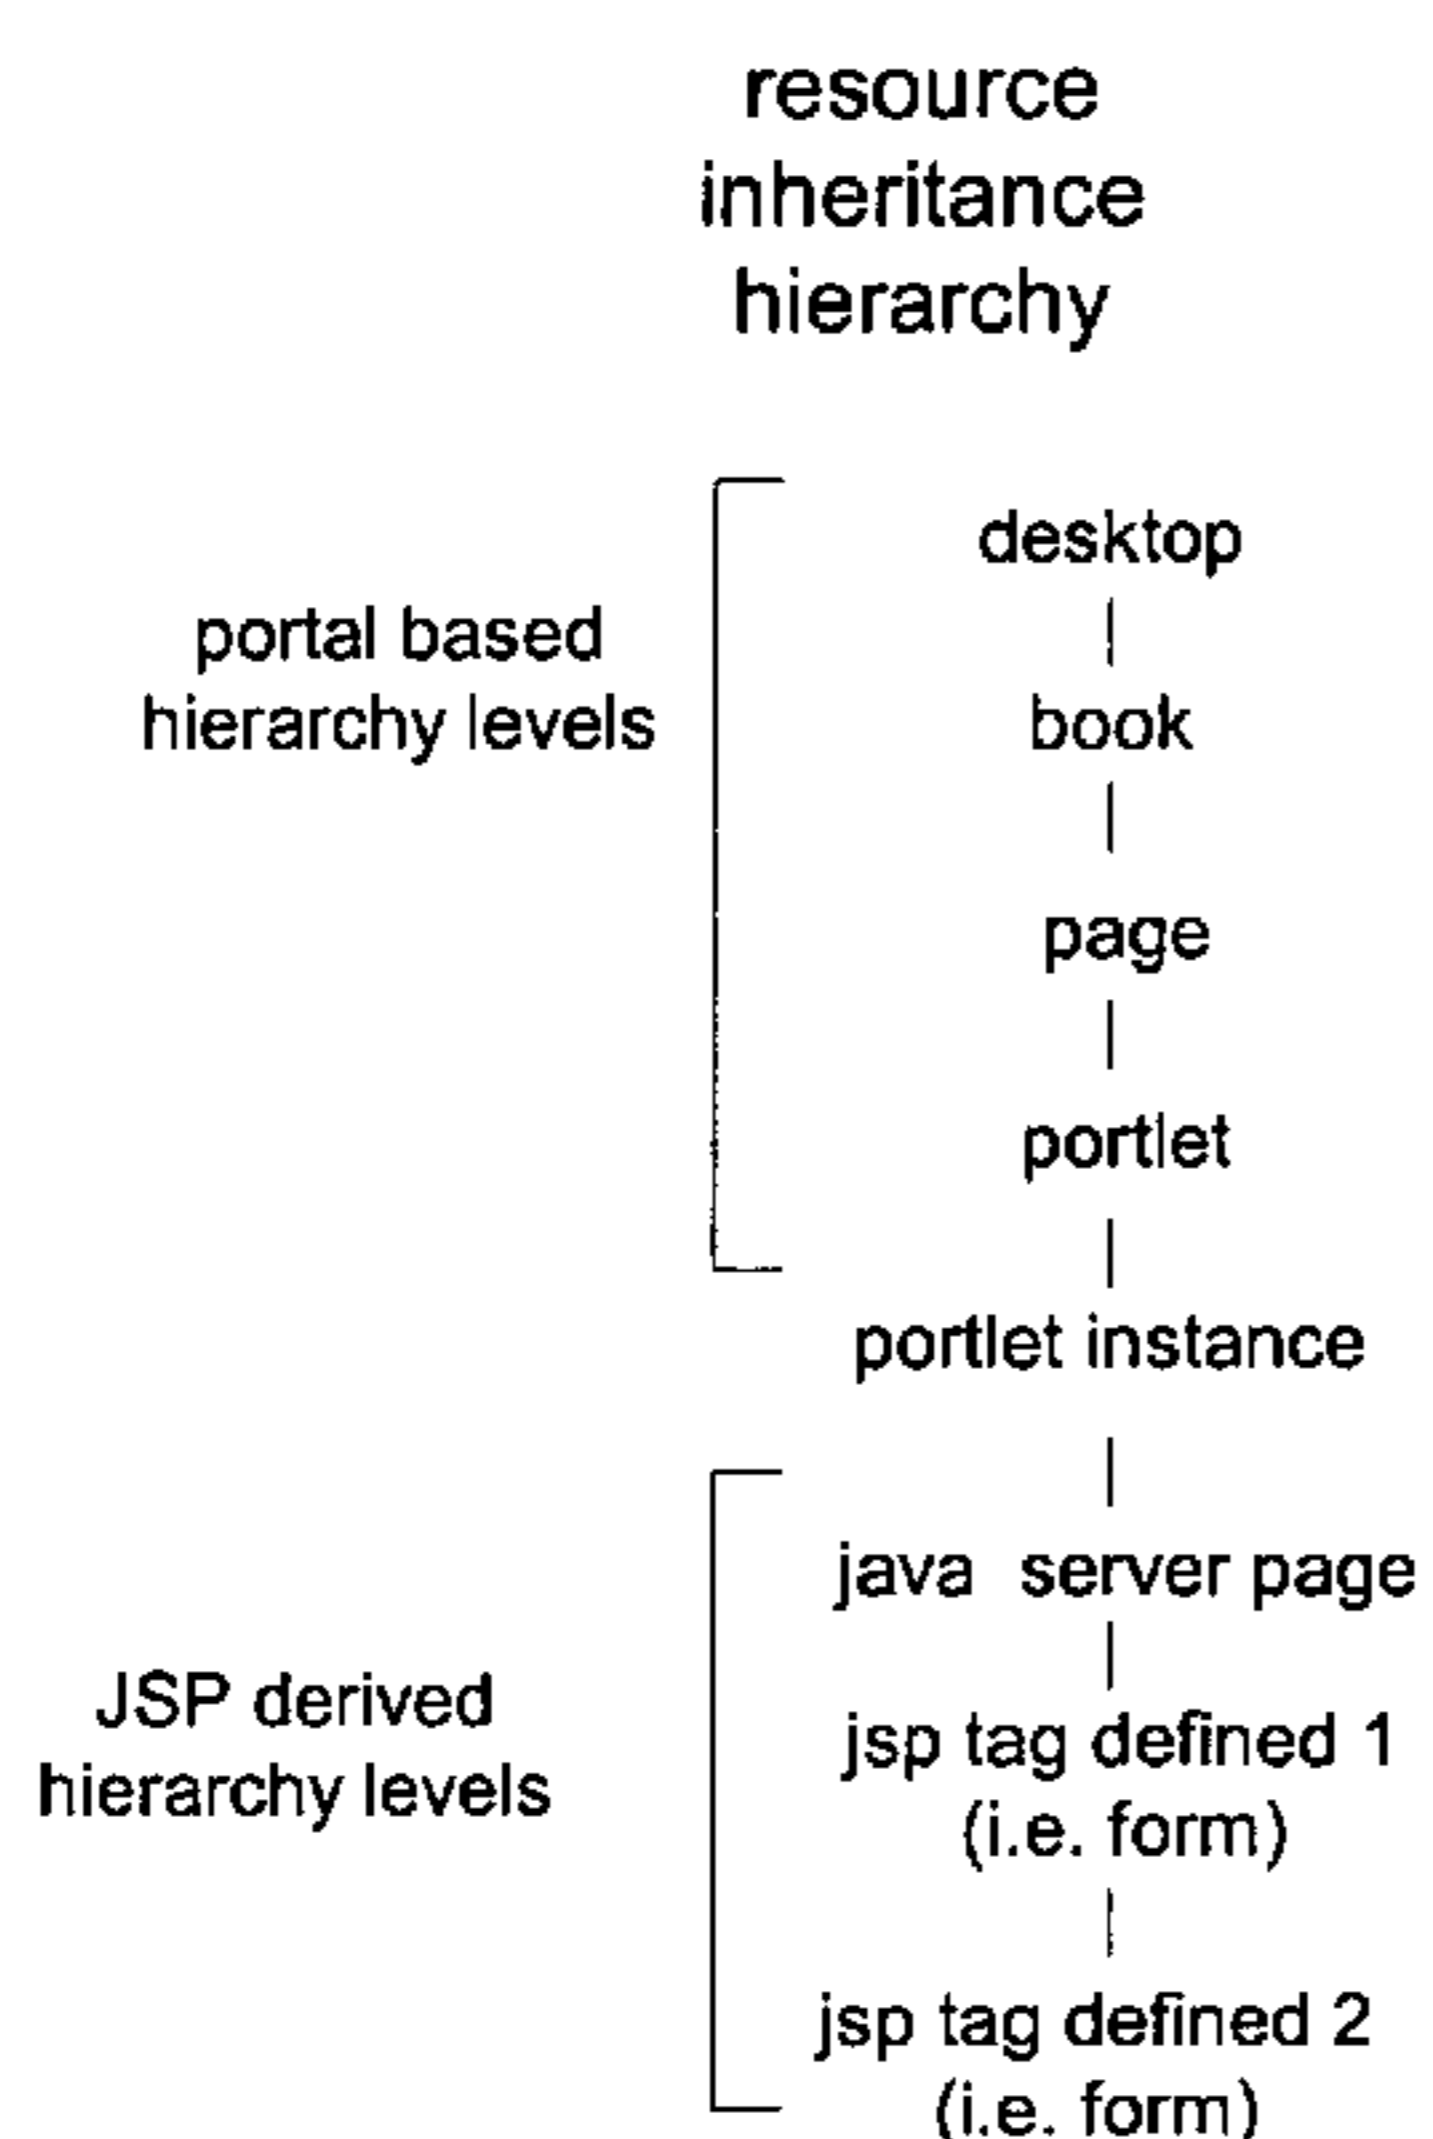 resource
inheritance
hierarchy
desktop
portal based
hierarchy levels
book
page
portlet
portlet instance
java server page
JSP derived
hierarchy levels
jsp tag defined 1
(i.e. form)
jsp tag defined 2
(i.e. form)